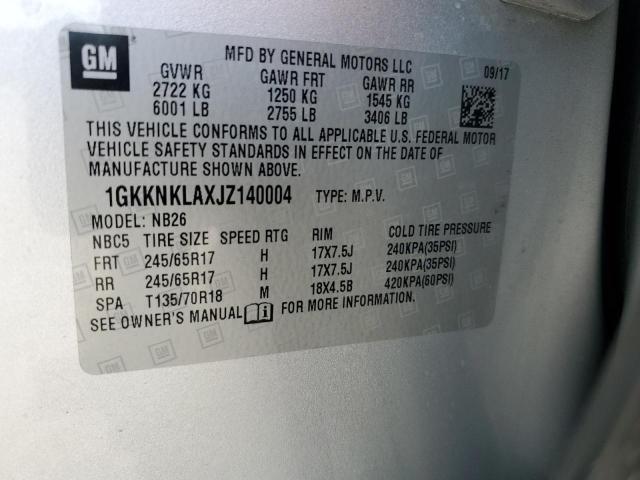 GM
MFD BY GENERAL MOTORS LLC
GVWR GAWR FRT GAWR RR 09/17
2722 KG 1250 KG 1545 KG
6001 LB 2755 LB 3406 LB
THIS VEHICLE CONFORMS TO ALL APPLICABLE U.S. FEDERAL MOTOR
VEHICLE SAFETY STANDARDS IN EFFECT ON THE DATE OF
MANUFACTURE SHOWN ABOVE.
1GKKNKLAXJZ140004 TYPE: M.P.V.
MODEL: NB26
NBC5 TIRE SIZE SPEED RTG RIM COLD TIRE PRESSURE
FRT 245/65R17 H 17X7.5J 240KPA(35PSI)
RR 245/65R17 H 17X7.5J 240KPA(35PSI)
SPA T135/70R18 M 18X4.5B 420KPA(60PSI)
SEE OWNER'S MANUAL i FOR MORE INFORMATION.